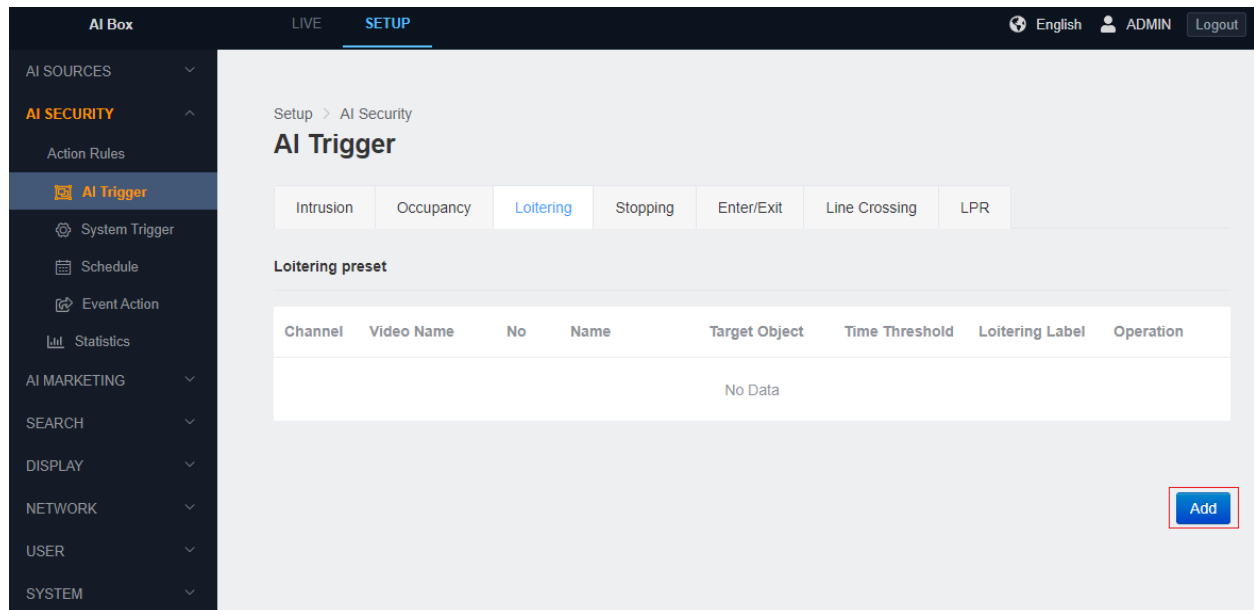 AI Box LIVE SETUP English ADMIN Logout
AI SOURCES
AI SECURITY
Action Rules
AI Trigger
System Trigger
Schedule
Event Action
Statistics
AI MARKETING
SEARCH
DISPLAY
NETWORK
USER
SYSTEM
Setup > AI Security
AI Trigger
Intrusion Occupancy Loitering Stopping Enter/Exit Line Crossing LPR
Loitering preset
Channel Video Name No Name Target Object Time Threshold Loitering Label Operation
No Data
Add